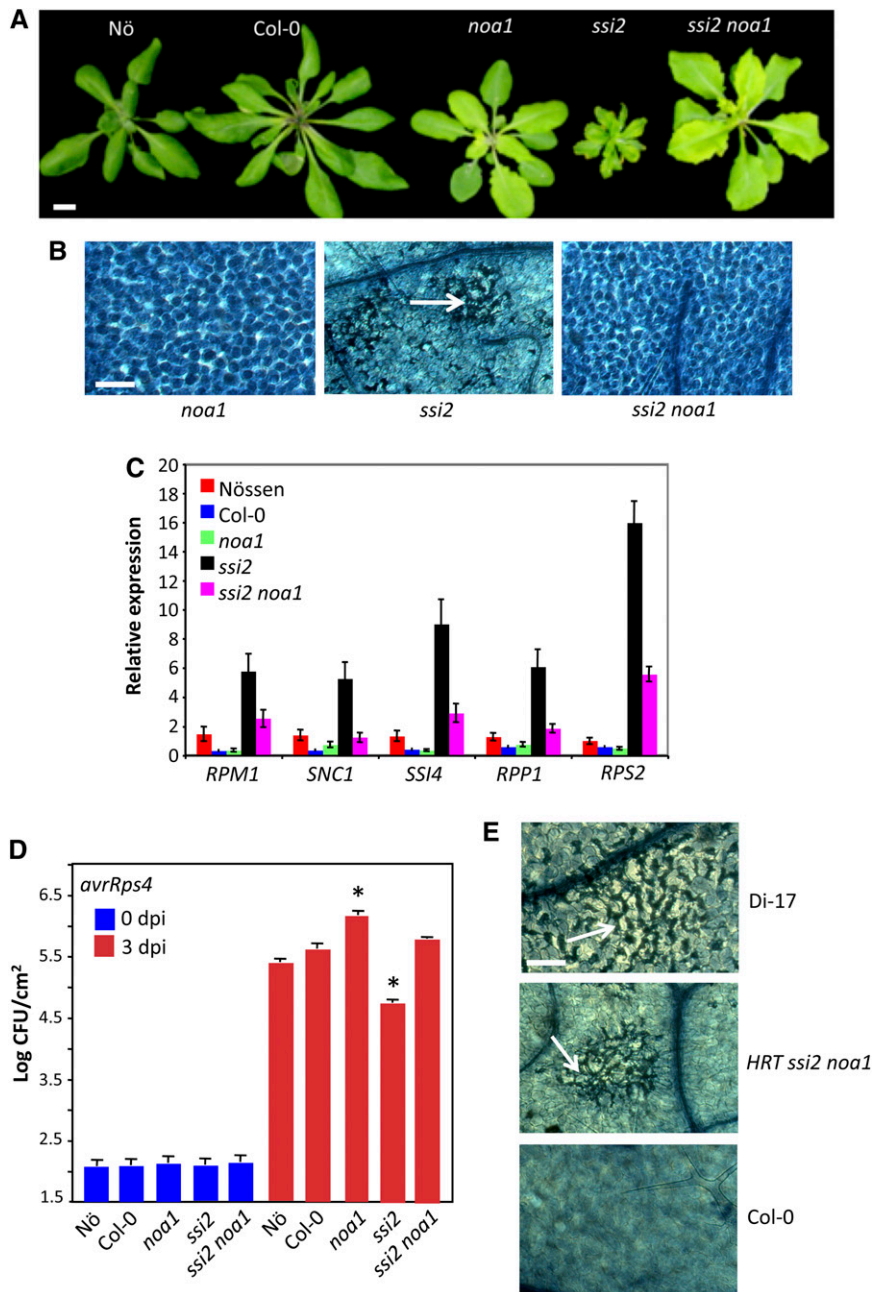 A
Nö Col-0 noa1 ssi2 ssi2 noa1
B
noa1 ssi2 ssi2 noa1
C
20
18
16
14
12
10
8
6
4
2
0
Relative expression
Nössen
Col-0
noa1
ssi2
ssi2 noa1
RPM1 SNC1 SSI4 RPP1 RPS2
D
avrRps4
0 dpi
3 dpi
6.5
5.5
4.5
3.5
2.5
1.5
Log CFU/cm²
* *
Nö Col-0 noa1 ssi2 ssi2 noa1 Nö Col-0 noa1 ssi2 ssi2 noa1
E
Di-17
HRT ssi2 noa1
Col-0